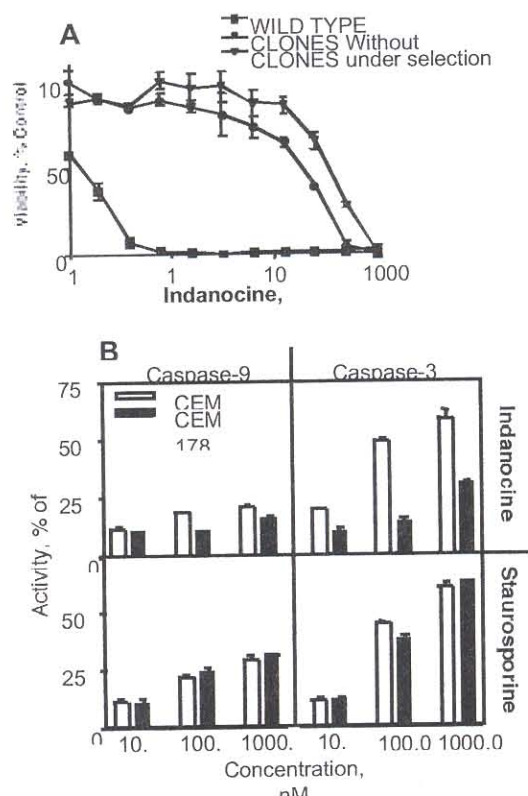 A
WILD TYPE
CLONES Without
CLONES under selection
Viability, % Control
10
50
0
1
1
10
1000
Indanocine,
B
Caspase-9
Caspase-3
75
50
25
0
CEM
CEM
178
Indanocine
Activity, % of
50
25
0
Staurosporine
10.
100.
1000.
10.
100.0
1000.0
Concentration,
nM